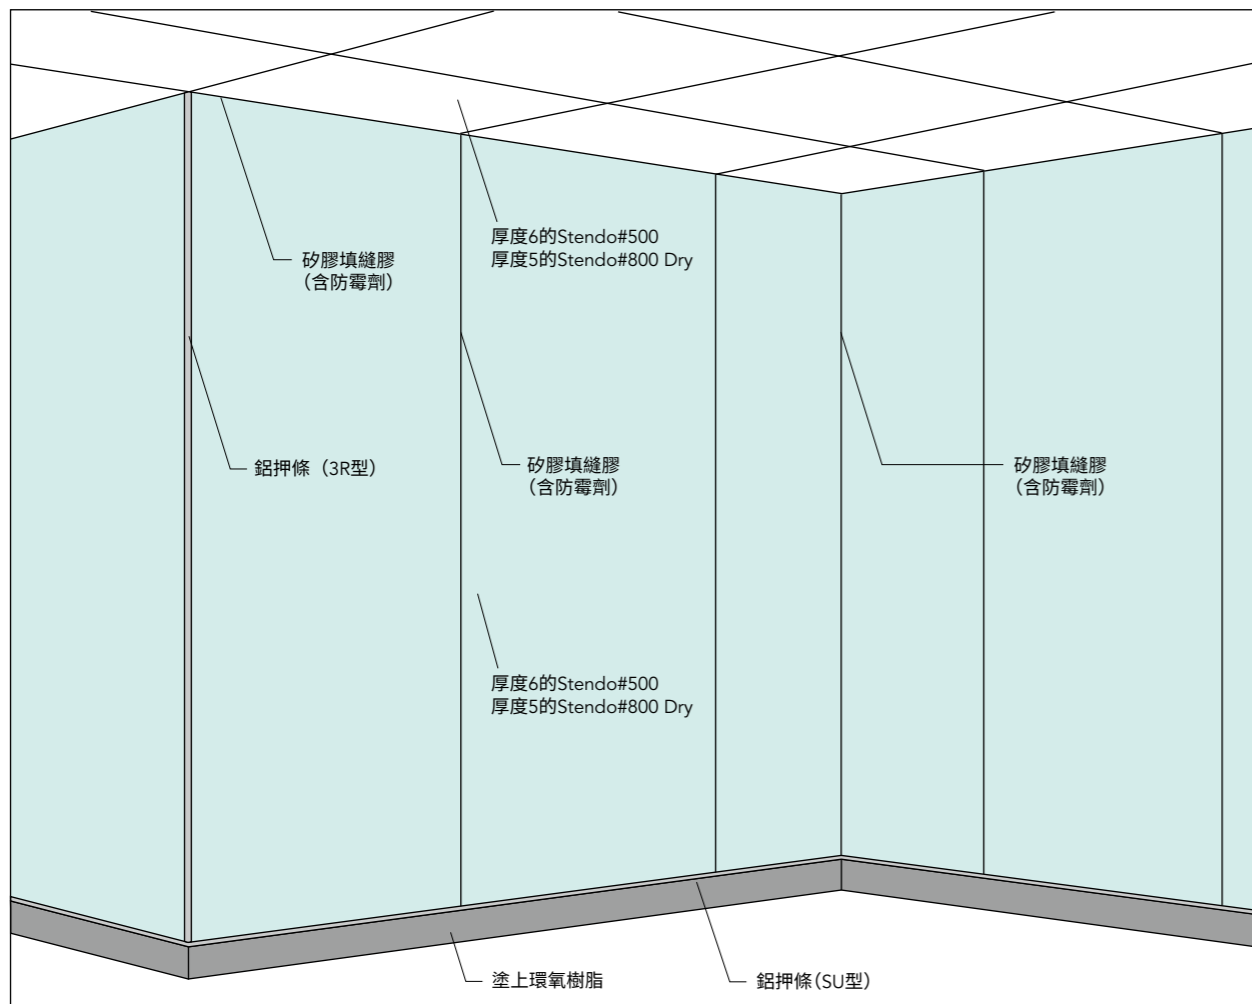 厚度6的Stendo#500
厚度5的Stendo#800 Dry
矽膠填縫膠
（含防霉劑）
鋁押條（3R型）
矽膠填縫膠
（含防霉劑）
矽膠填縫膠
（含防霉劑）
厚度6的Stendo#500
厚度5的Stendo#800 Dry
塗上環氧樹脂
鋁押條（SU型）